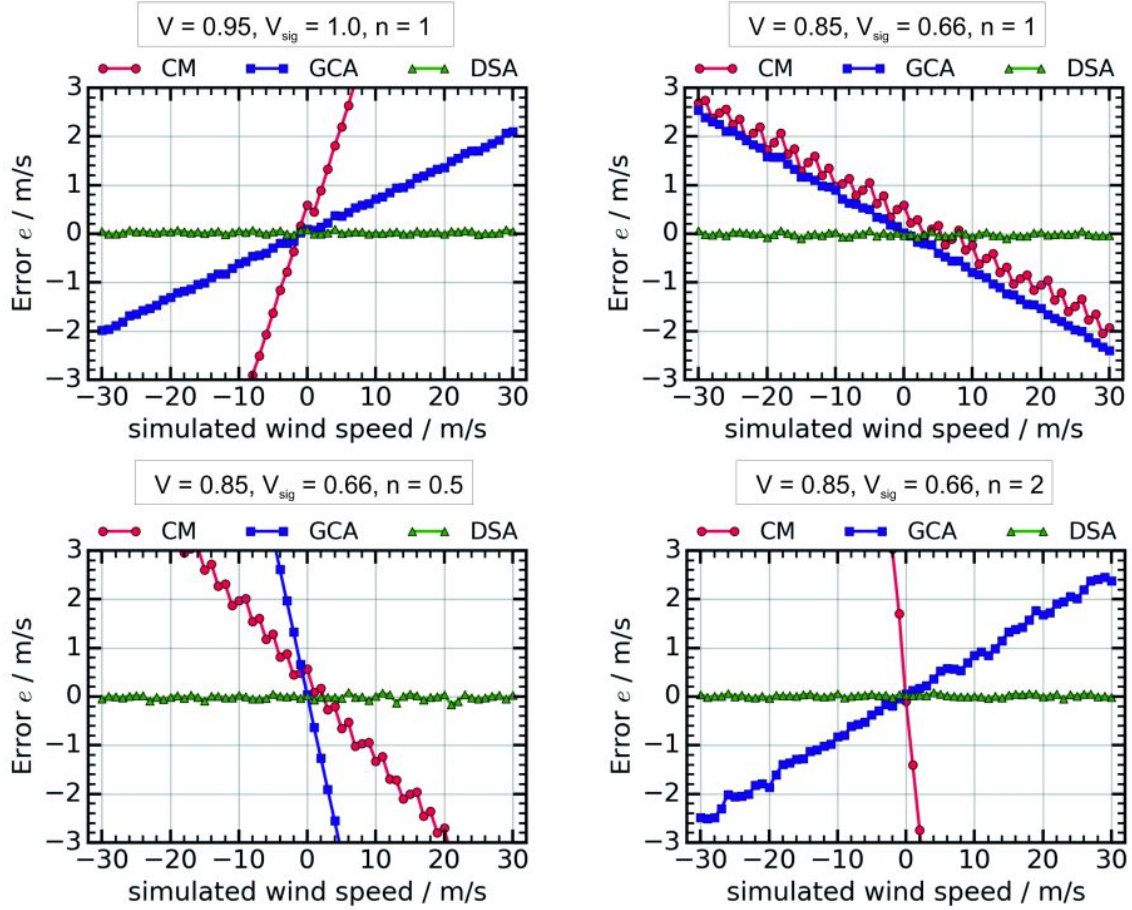 V = 0.95, Vsig = 1.0, n = 1
CM GCA DSA
3
2
1
0
−1
−2
−3
Error e / m/s
−30 −20 −10 0 10 20 30
simulated wind speed / m/s
V = 0.85, Vsig = 0.66, n = 1
CM GCA DSA
3
2
1
0
−1
−2
−3
Error e / m/s
−30 −20 −10 0 10 20 30
simulated wind speed / m/s
V = 0.85, Vsig = 0.66, n = 0.5
CM GCA DSA
3
2
1
0
−1
−2
−3
Error e / m/s
−30 −20 −10 0 10 20 30
simulated wind speed / m/s
V = 0.85, Vsig = 0.66, n = 2
CM GCA DSA
3
2
1
0
−1
−2
−3
Error e / m/s
−30 −20 −10 0 10 20 30
simulated wind speed / m/s